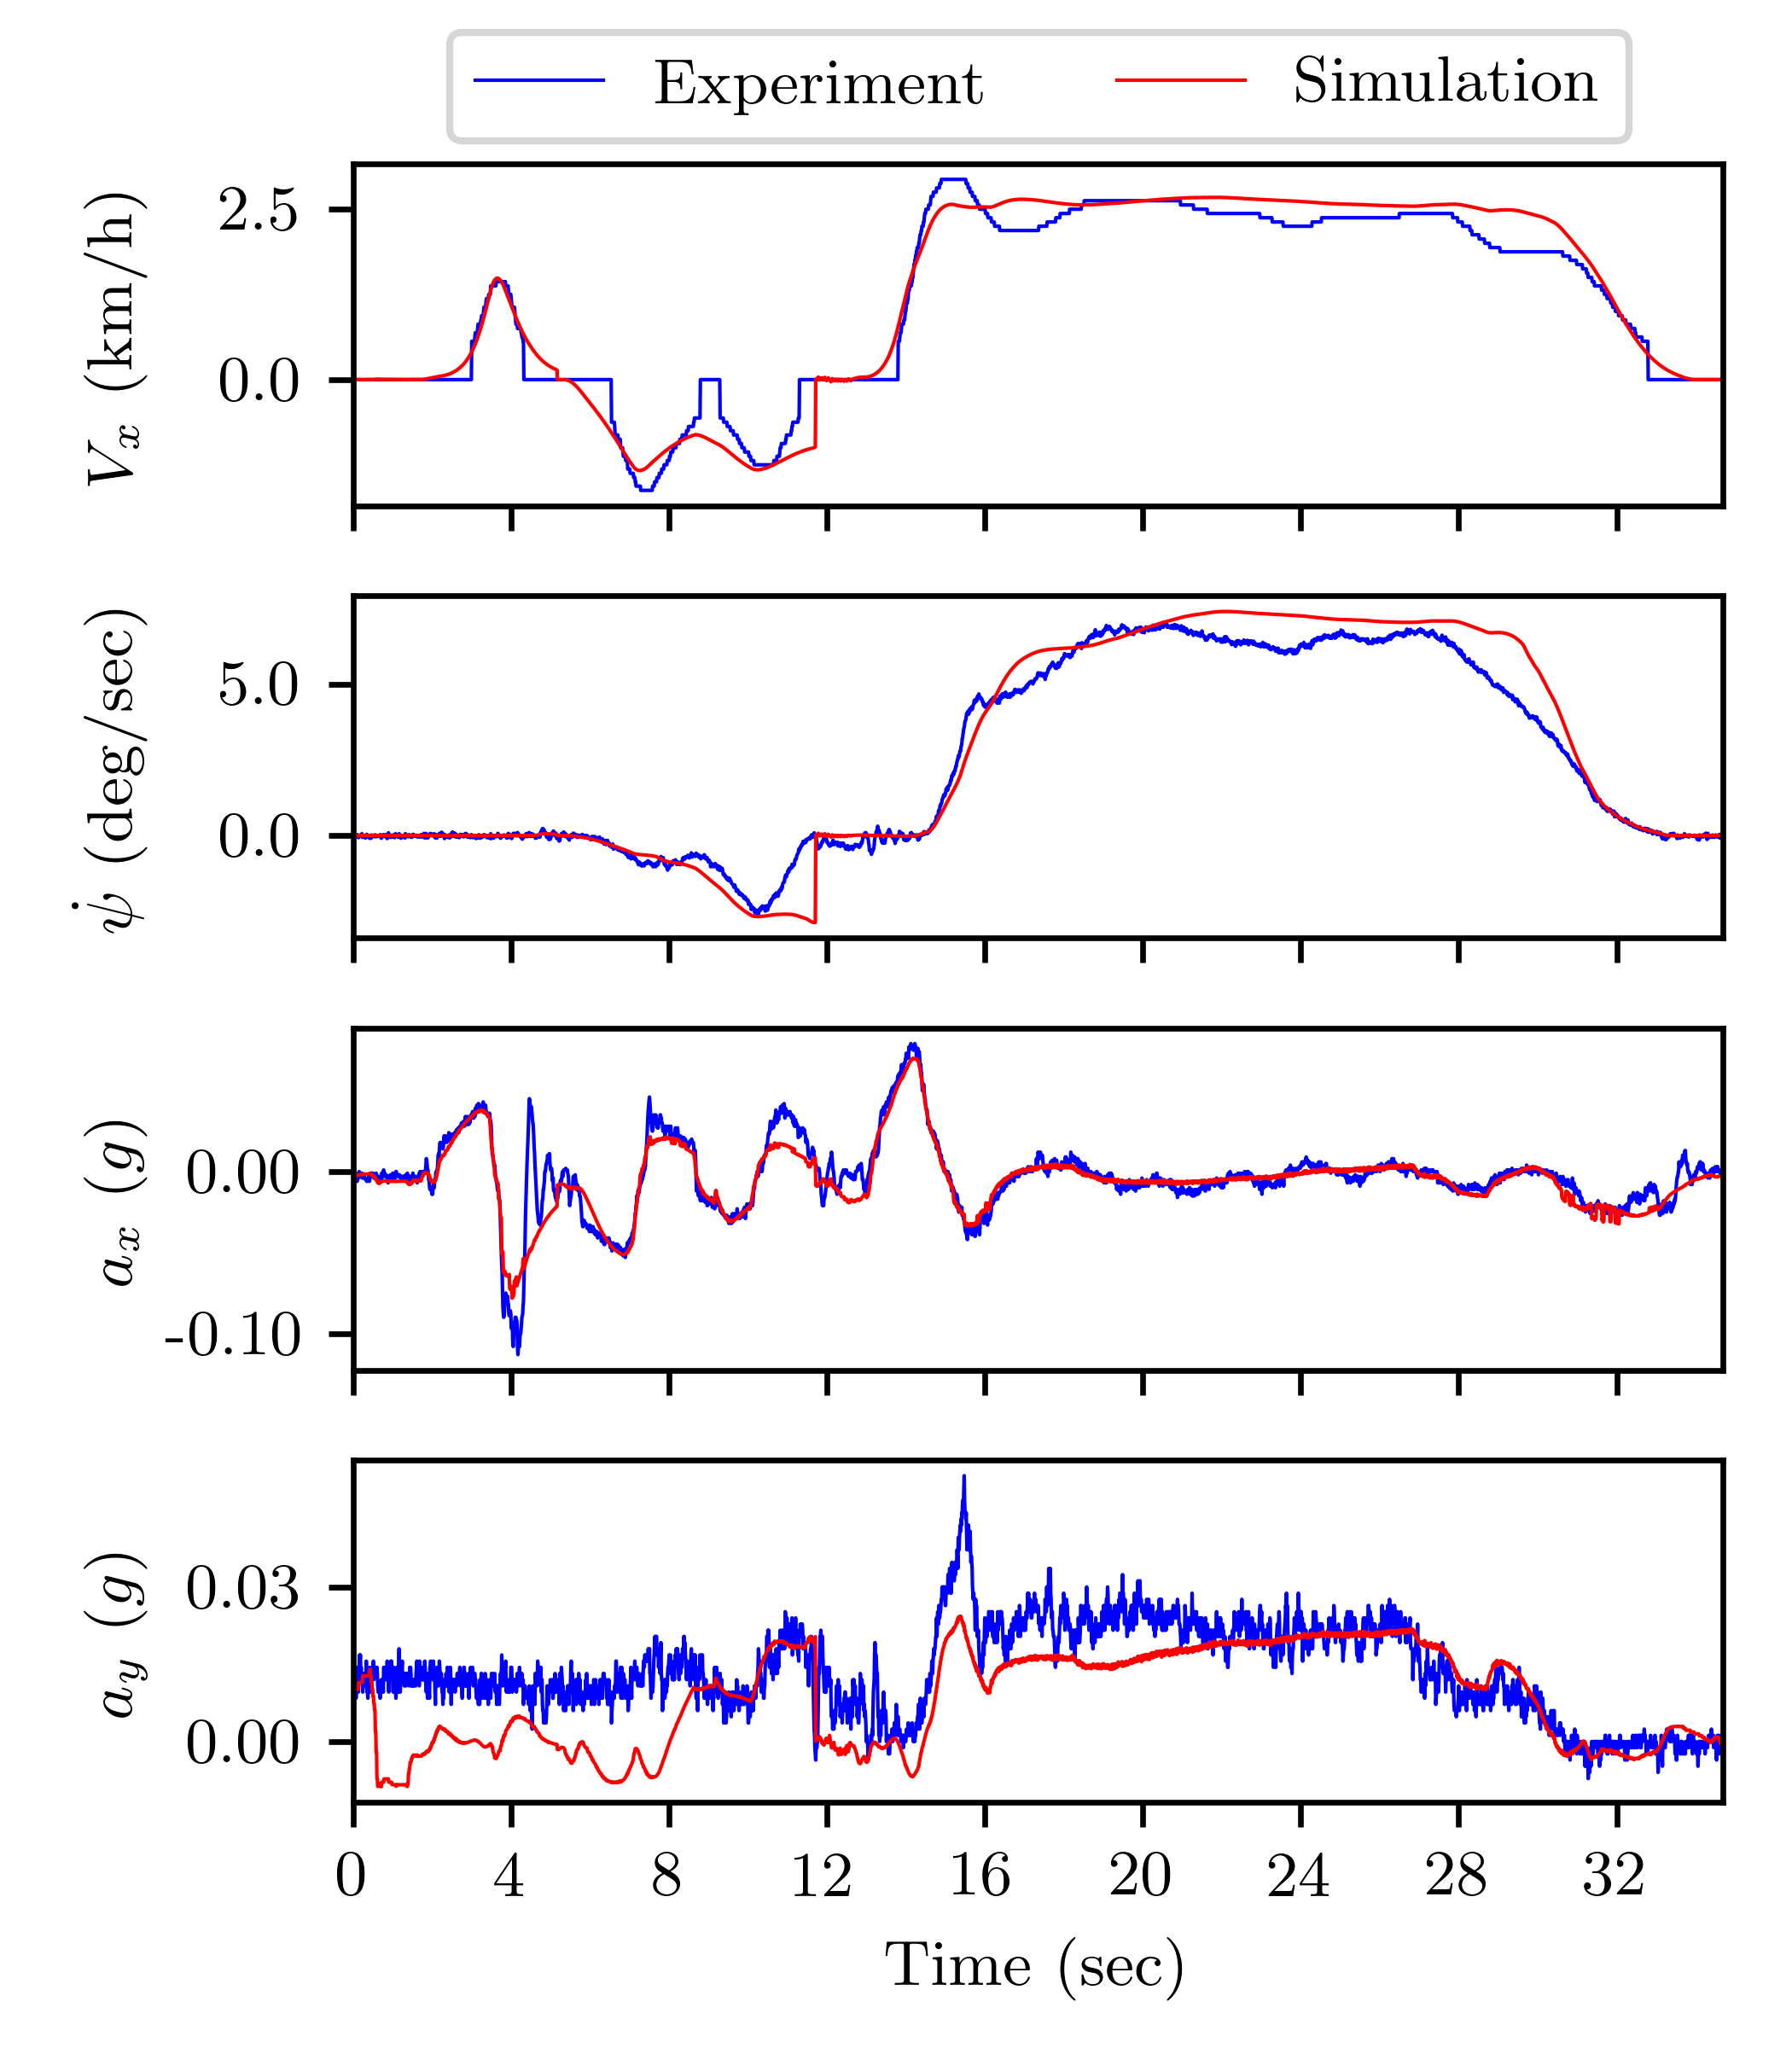 Experiment Simulation
V_x (km/h)
2.5
0.0
ψ̇ (deg/sec)
5.0
0.0
a_x (g)
0.00
-0.10
a_y (g)
0.03
0.00
0 4 8 12 16 20 24 28 32
Time (sec)